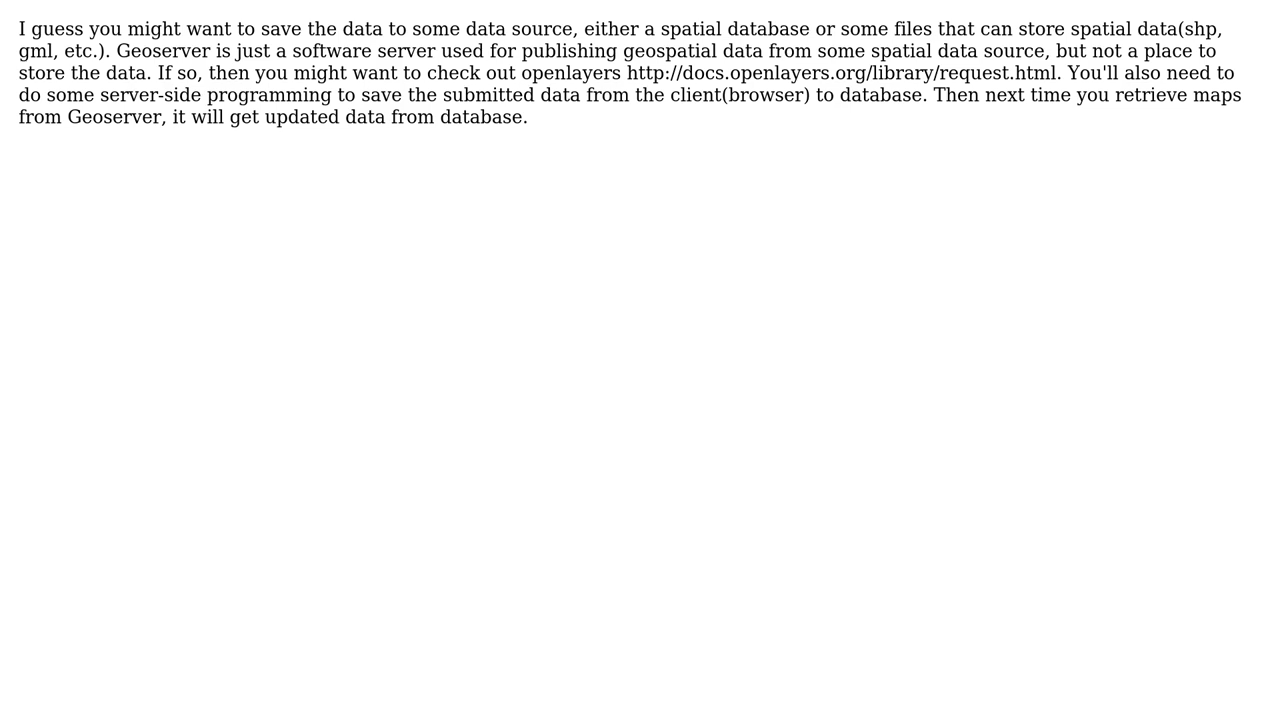 I guess you might want to save the data to some data source, either a spatial database or some files that can store spatial data(shp,
gml, etc.). Geoserver is just a software server used for publishing geospatial data from some spatial data source, but not a place to
store the data. If so, then you might want to check out openlayers http://docs.openlayers.org/library/request.html. You'll also need to
do some server-side programming to save the submitted data from the client(browser) to database. Then next time you retrieve maps
from Geoserver, it will get updated data from database.